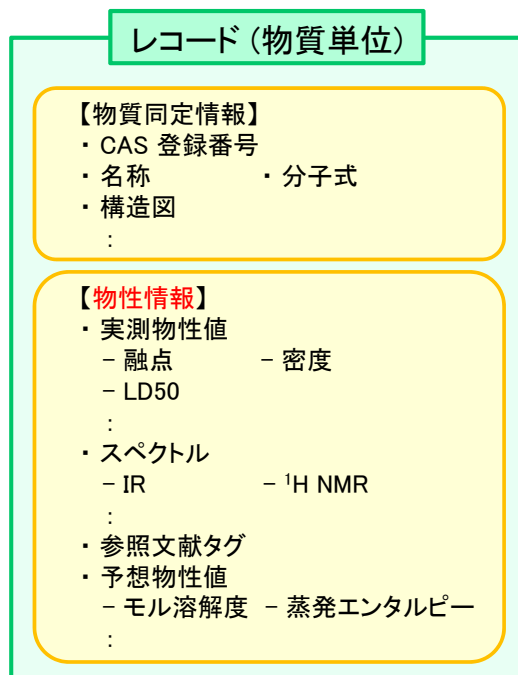 レコード（物質単位）
【物質同定情報】
・ CAS 登録番号
・ 名称 ・ 分子式
・ 構造図
：
【物性情報】
・ 実測物性値
－ 融点 － 密度
－ LD50
：
・ スペクトル
－ IR － ¹H NMR
：
・ 参照文献タグ
・ 予想物性値
－ モル溶解度 － 蒸発エンタルピー
：